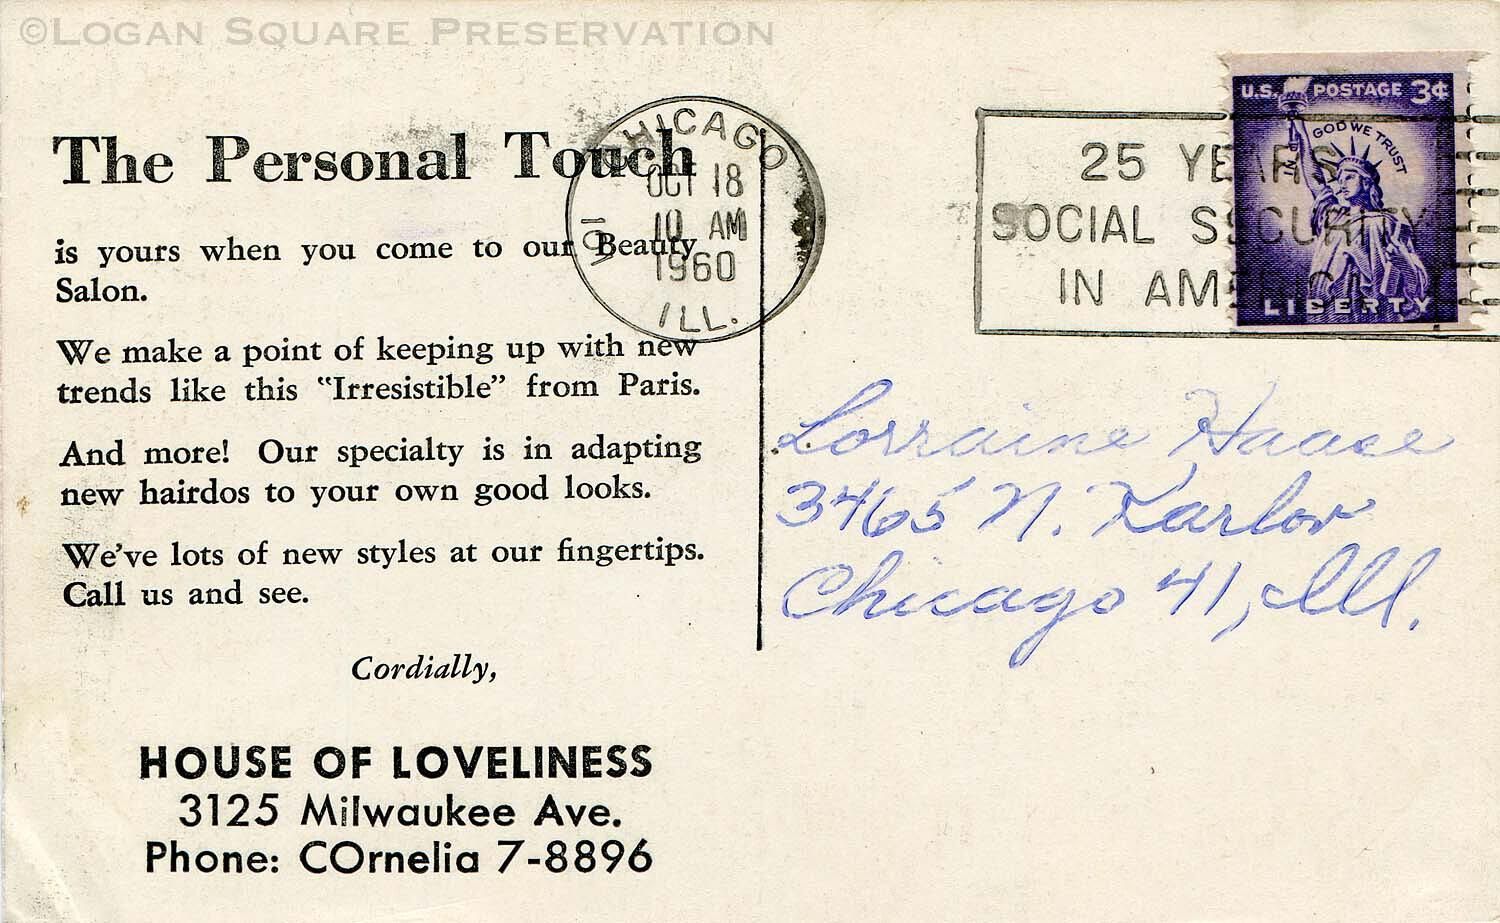 ©LOGAN SQUARE PRESERVATION
The Personal Touch
is yours when you come to our Beauty
Salon.
We make a point of keeping up with new
trends like this "Irresistible" from Paris.
And more! Our specialty is in adapting
new hairdos to your own good looks.
We've lots of new styles at our fingertips.
Call us and see.
Cordially,
HOUSE OF LOVELINESS
3125 Milwaukee Ave.
Phone: COrnelia 7-8896
CHICAGO
OCT 18
10 AM
1960
ILL.
25 YEARS
SOCIAL SECURITY
IN AMERICA
U.S. POSTAGE 3¢
IN GOD WE TRUST
LIBERTY
Lorraine Haase
3465 N. Karlov
Chicago 41, Ill.